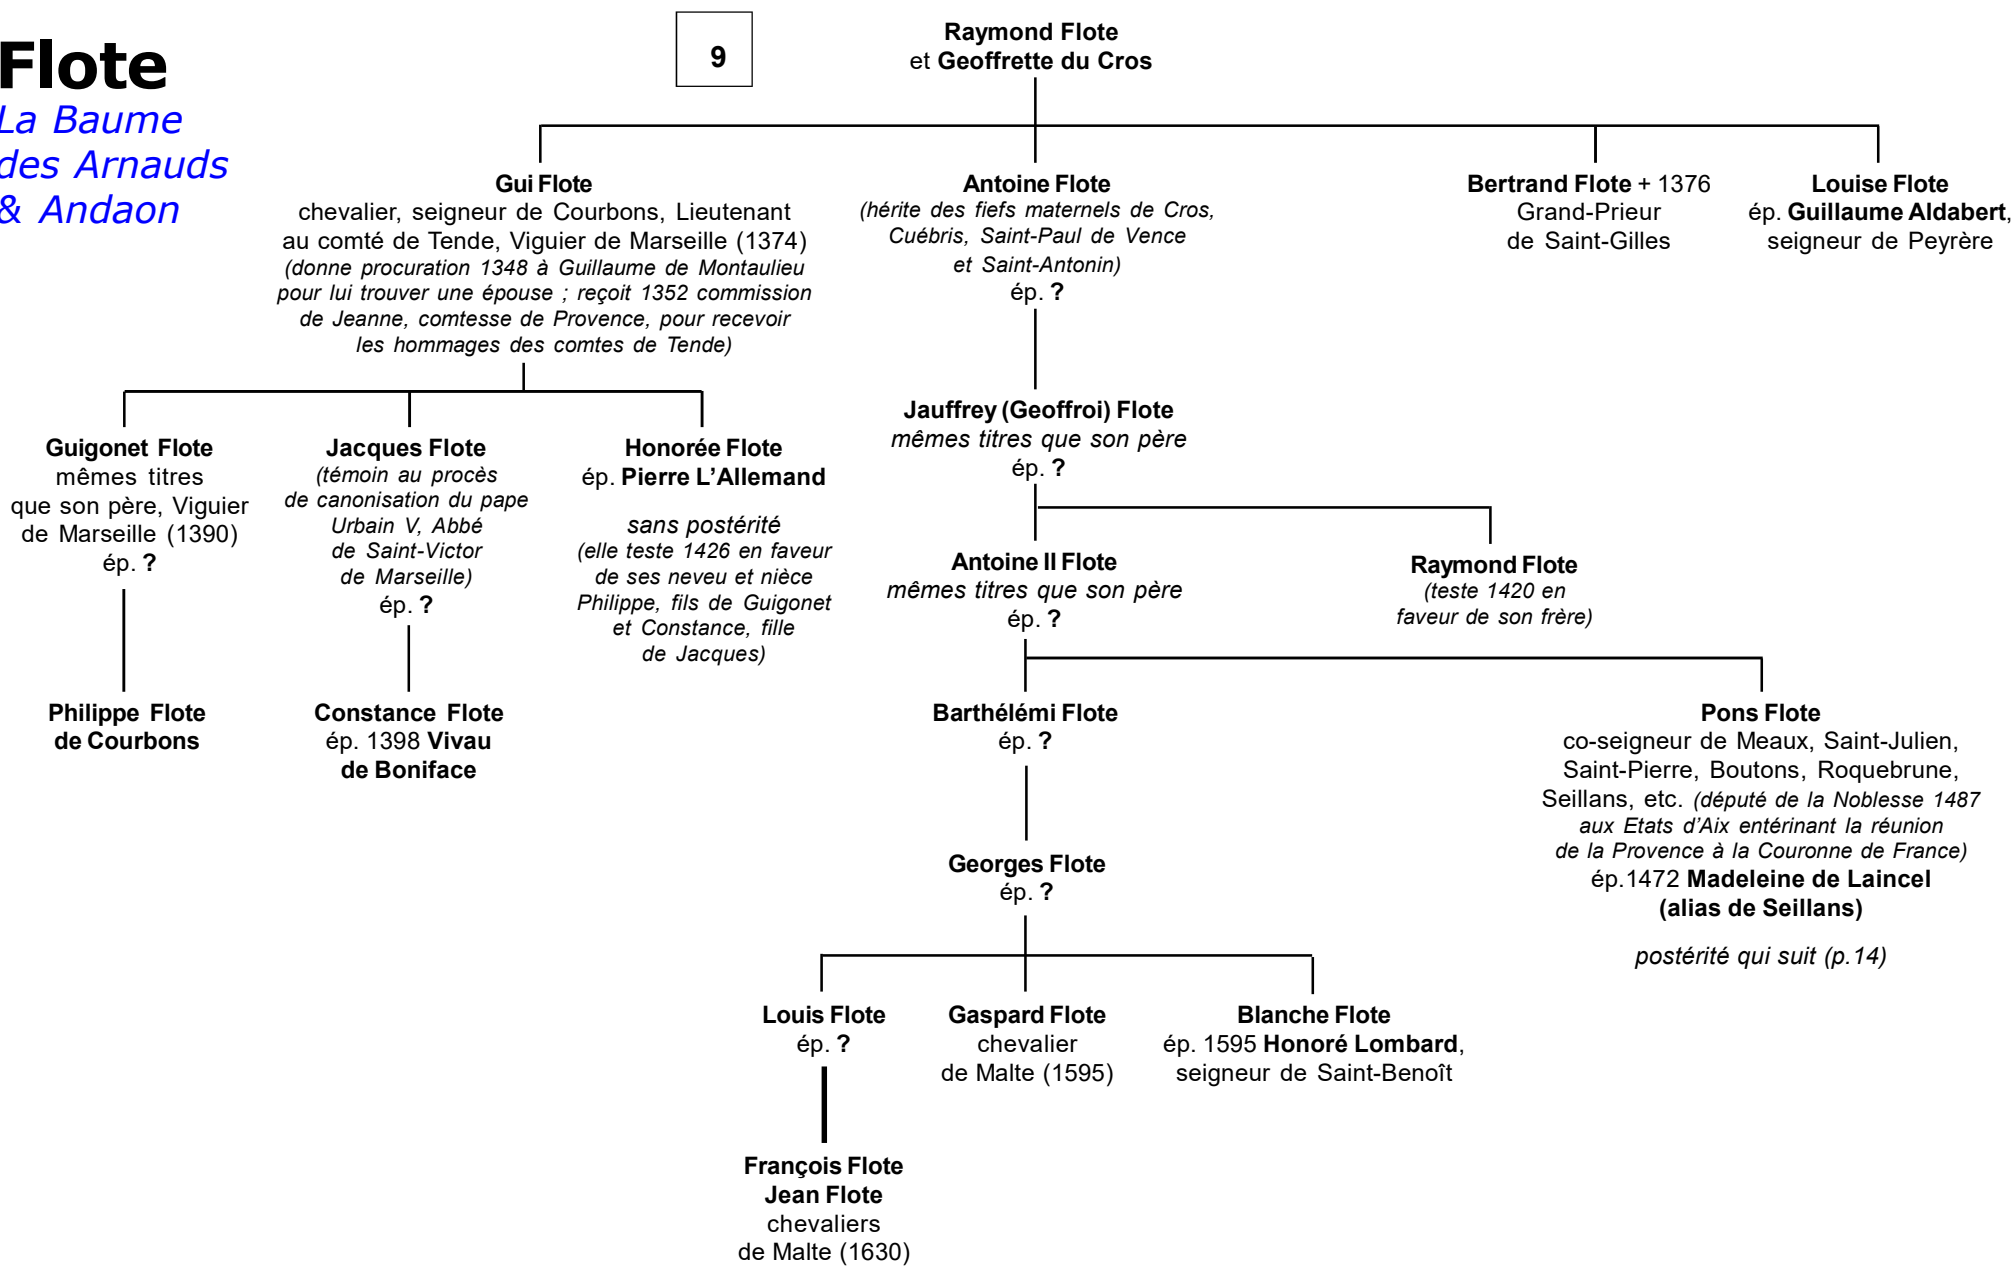 Flote
La Baume
des Arnauds
& Andaon
9
Raymond Flote
et Geoffrette du Cros
Gui Flote
chevalier, seigneur de Courbons, Lieutenant
au comté de Tende, Viguier de Marseille (1374)
(donne procuration 1348 à Guillaume de Montaulieu
pour lui trouver une épouse ; reçoit 1352 commission
de Jeanne, comtesse de Provence, pour recevoir
les hommages des comtes de Tende)
Antoine Flote
(hérite des fiefs maternels de Cros,
Cuébris, Saint-Paul de Vence
et Saint-Antonin)
ép. ?
Bertrand Flote + 1376
Grand-Prieur
de Saint-Gilles
Louise Flote
ép. Guillaume Aldabert,
seigneur de Peyrère
Guigonet Flote
mêmes titres
que son père, Viguier
de Marseille (1390)
ép. ?
Jacques Flote
(témoin au procès
de canonisation du pape
Urbain V, Abbé
de Saint-Victor
de Marseille)
ép. ?
Honorée Flote
ép. Pierre L'Allemand
sans postérité
(elle teste 1426 en faveur
de ses neveu et nièce
Philippe, fils de Guigonet
et Constance, fille
de Jacques)
Jauffrey (Geoffroi) Flote
mêmes titres que son père
ép. ?
Antoine II Flote
mêmes titres que son père
ép. ?
Raymond Flote
(teste 1420 en
faveur de son frère)
Philippe Flote
de Courbons
Constance Flote
ép. 1398 Vivau
de Boniface
Barthélémi Flote
ép. ?
Pons Flote
co-seigneur de Meaux, Saint-Julien,
Saint-Pierre, Boutons, Roquebrune,
Seillans, etc. (député de la Noblesse 1487
aux Etats d'Aix entérinant la réunion
de la Provence à la Couronne de France)
ép.1472 Madeleine de Laincel
(alias de Seillans)
postérité qui suit (p.14)
Georges Flote
ép. ?
Louis Flote
ép. ?
Gaspard Flote
chevalier
de Malte (1595)
Blanche Flote
ép. 1595 Honoré Lombard,
seigneur de Saint-Benoît
François Flote
Jean Flote
chevaliers
de Malte (1630)